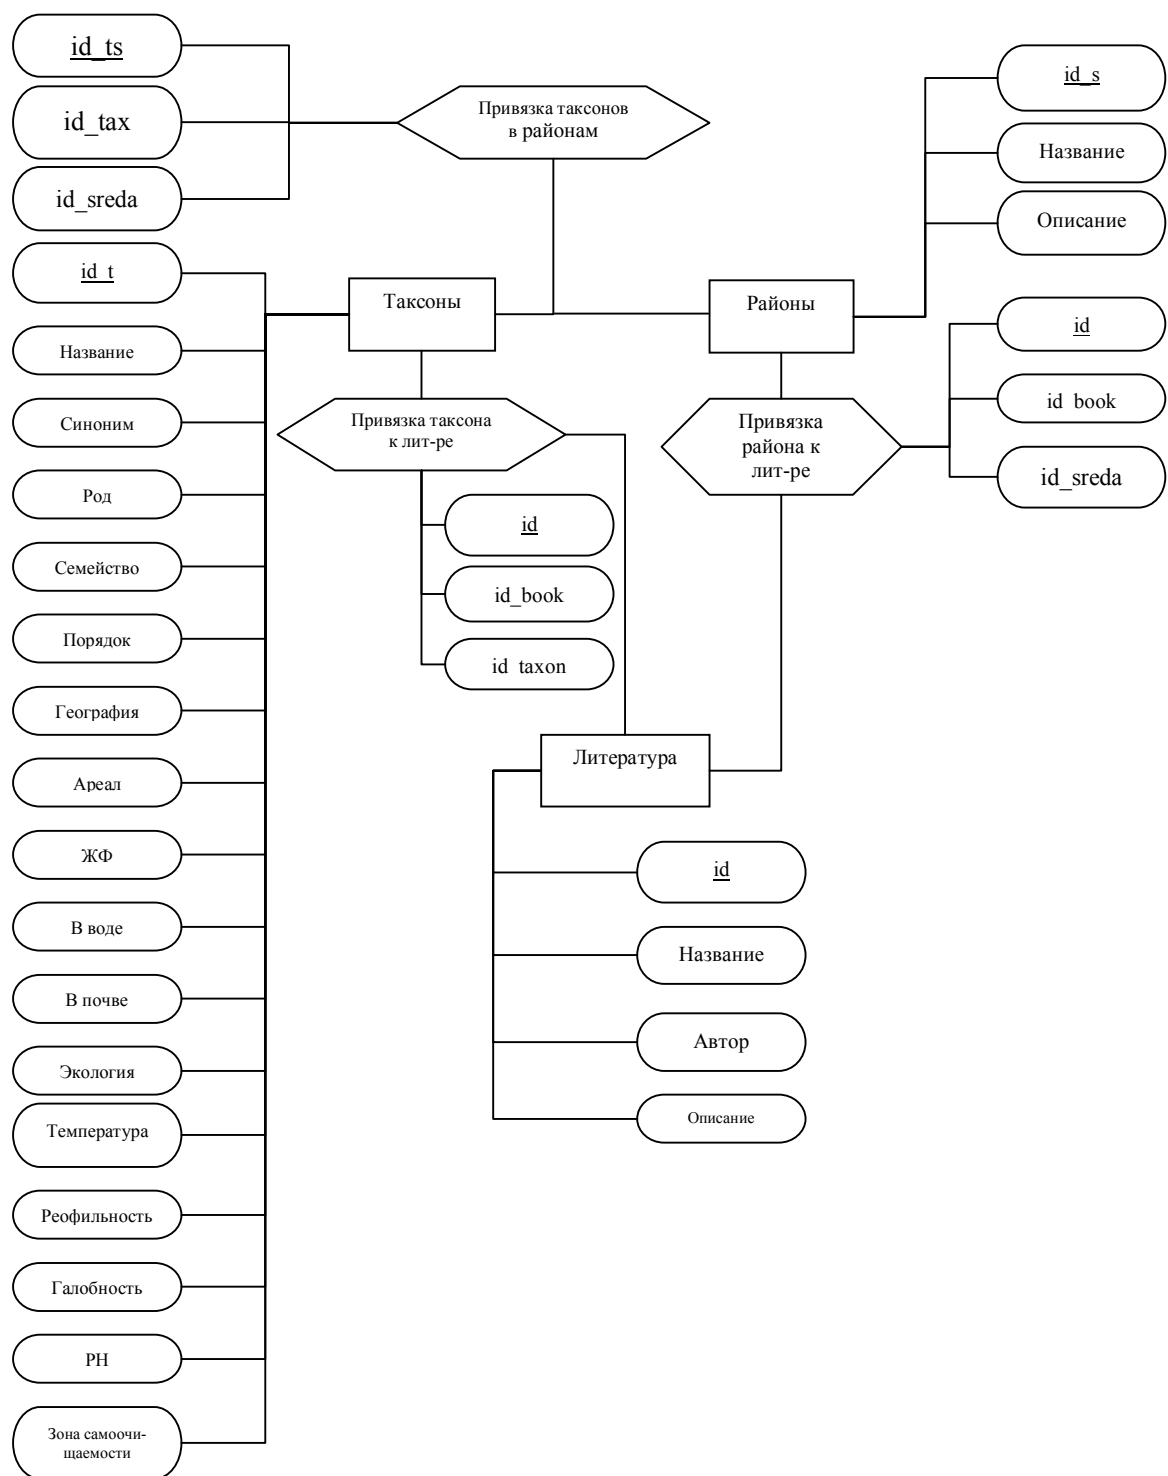 id_ts
id_tax
id_sreda
Привязка таксонов
в районам
id_s
Название
Описание
id_t
Название
Синоним
Род
Семейство
Порядок
География
Ареал
ЖФ
В воде
В почве
Экология
Температура
Реофильность
Галобность
PH
Зона самоочи-
щаемости
Таксоны
Районы
Привязка таксона
к лит-ре
id
id_book
id_taxon
Привязка
района к
лит-ре
id
id_book
id_sreda
Литература
id
Название
Автор
Описание